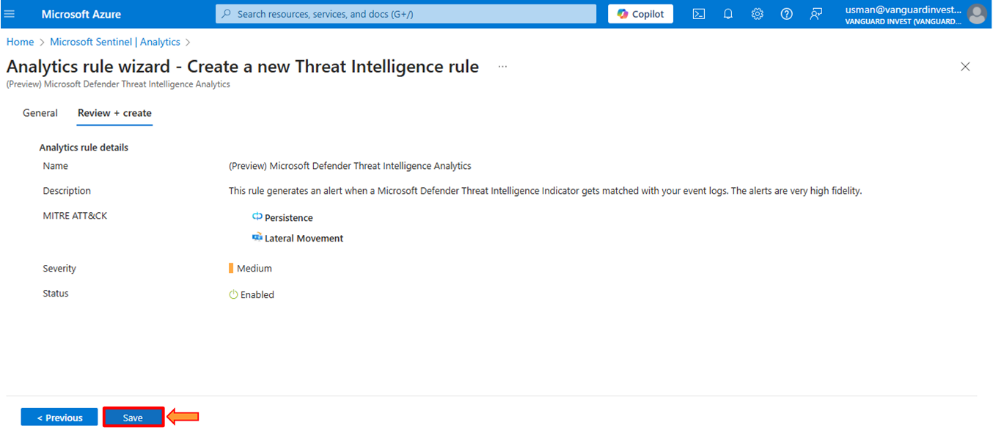 Microsoft Azure
Search resources, services, and docs (G+/)
Copilot
usman@vanguardinvest...
VANGUARD INVEST (VANGUARD...
Home > Microsoft Sentinel | Analytics >
Analytics rule wizard - Create a new Threat Intelligence rule ...
(Preview) Microsoft Defender Threat Intelligence Analytics
General Review + create
Analytics rule details
Name (Preview) Microsoft Defender Threat Intelligence Analytics
Description This rule generates an alert when a Microsoft Defender Threat Intelligence Indicator gets matched with your event logs. The alerts are very high fidelity.
MITRE ATT&CK Persistence
Lateral Movement
Severity Medium
Status Enabled
< Previous Save